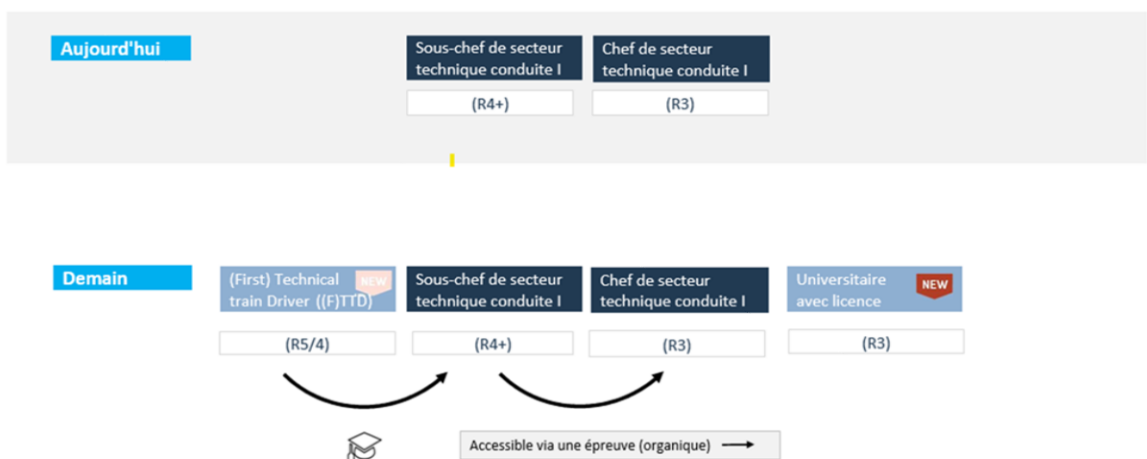 Aujourd'hui
Sous-chef de secteur
technique conduite I
Chef de secteur
technique conduite I
(R4+)
(R3)
Demain
(First) Technical
train Driver ((F)TTD)
NEW
Sous-chef de secteur
technique conduite I
Chef de secteur
technique conduite I
Universitaire
avec licence
NEW
(R5/4)
(R4+)
(R3)
(R3)
Accessible via une épreuve (organique)